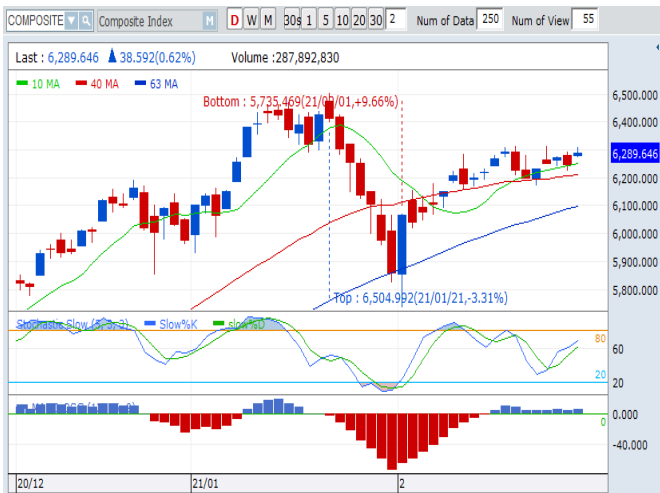 COMPOSITE Composite Index M D W M 30s 1 5 10 20 30 2 Num of Data 250 Num of View 55
Last : 6,289.646 38.592(0.62%) Volume :287,892,830
10 MA 40 MA 63 MA
Bottom : 5,735.469(21/02/01,+9.66%)
6,500.000
6,400.000
6,289.646
6,200.000
6,100.000
6,000.000
5,900.000
5,800.000
Top : 6,504.992(21/01/21,-3.31%)
Stochastic Slow Slow%K slow%D
80
60
20
20
0.000
0
-40.000
20/12 21/01 2